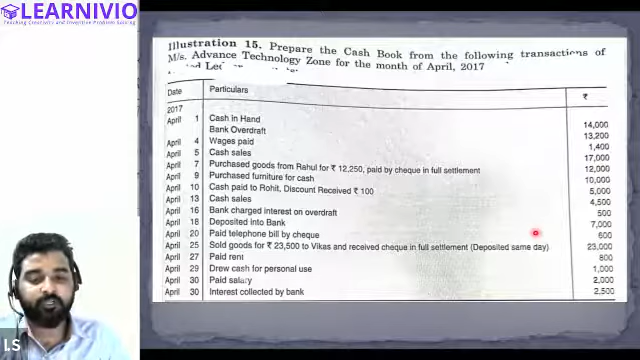 LEARNIVIO
Teaching Creativity and Inventive Problem Solving
Illustration 15. Prepare the Cash Book from the following transactions of
M/s. Advance Technology Zone for the month of April, 2017
Date Particulars ₹
2017
April 1 Cash in Hand 14,000
Bank Overdraft 13,200
April 4 Wages paid 1,400
April 5 Cash sales 17,000
April 7 Purchased goods from Rahul for ₹ 12,250, paid by cheque in full settlement 12,000
April 9 Purchased furniture for cash 10,000
April 10 Cash paid to Rohit, Discount Received ₹ 100 5,000
April 13 Cash sales 4,500
April 16 Bank charged interest on overdraft 500
April 18 Deposited into Bank 7,000
April 20 Paid telephone bill by cheque 600
April 25 Sold goods for ₹ 23,500 to Vikas and received cheque in full settlement (Deposited same day) 23,000
April 27 Paid rent 800
April 29 Drew cash for personal use 1,000
April 30 Paid salary 2,000
April 30 Interest collected by bank 2,500
I.S